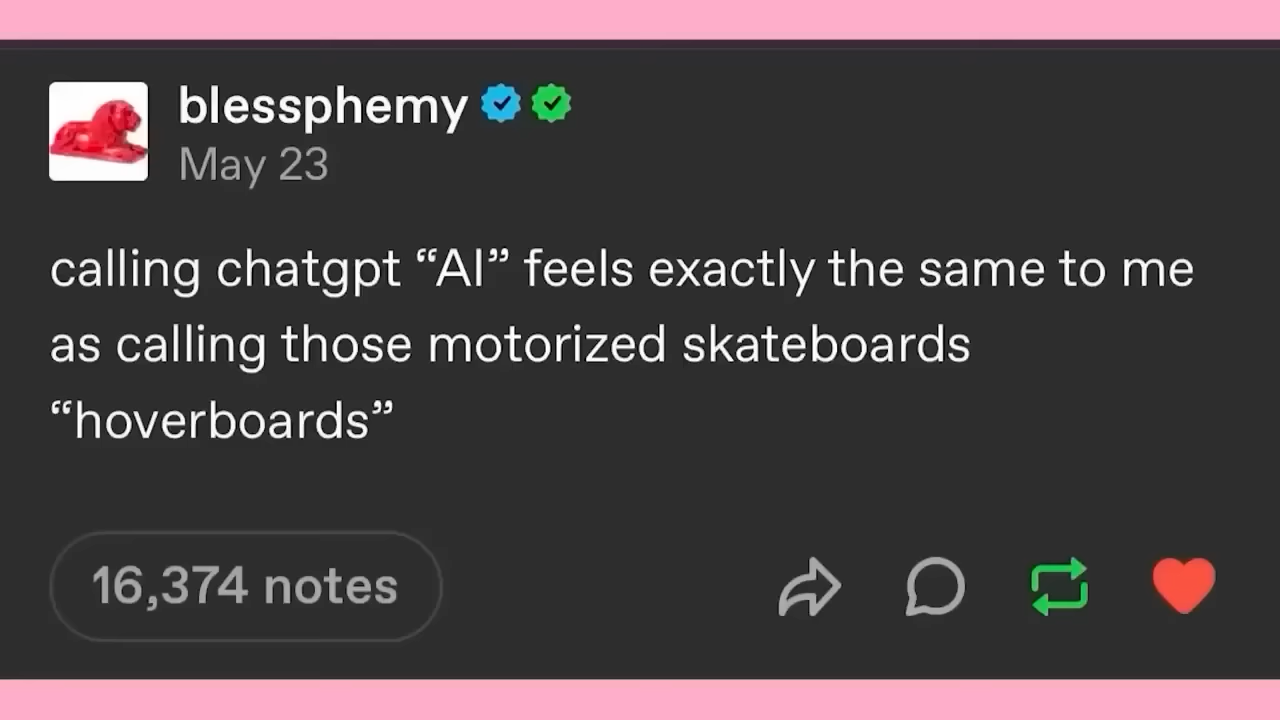 blessphemy
May 23
calling chatgpt “AI” feels exactly the same to me
as calling those motorized skateboards
“hoverboards”
16,374 notes